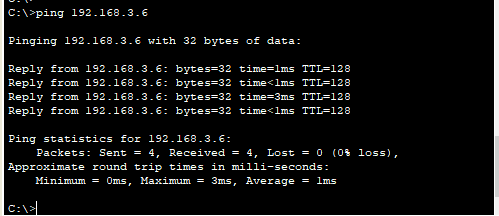 C:\>ping 192.168.3.6
Pinging 192.168.3.6 with 32 bytes of data:
Reply from 192.168.3.6: bytes=32 time=1ms TTL=128
Reply from 192.168.3.6: bytes=32 time<1ms TTL=128
Reply from 192.168.3.6: bytes=32 time=3ms TTL=128
Reply from 192.168.3.6: bytes=32 time<1ms TTL=128
Ping statistics for 192.168.3.6:
    Packets: Sent = 4, Received = 4, Lost = 0 (0% loss),
Approximate round trip times in milli-seconds:
    Minimum = 0ms, Maximum = 3ms, Average = 1ms
C:\>